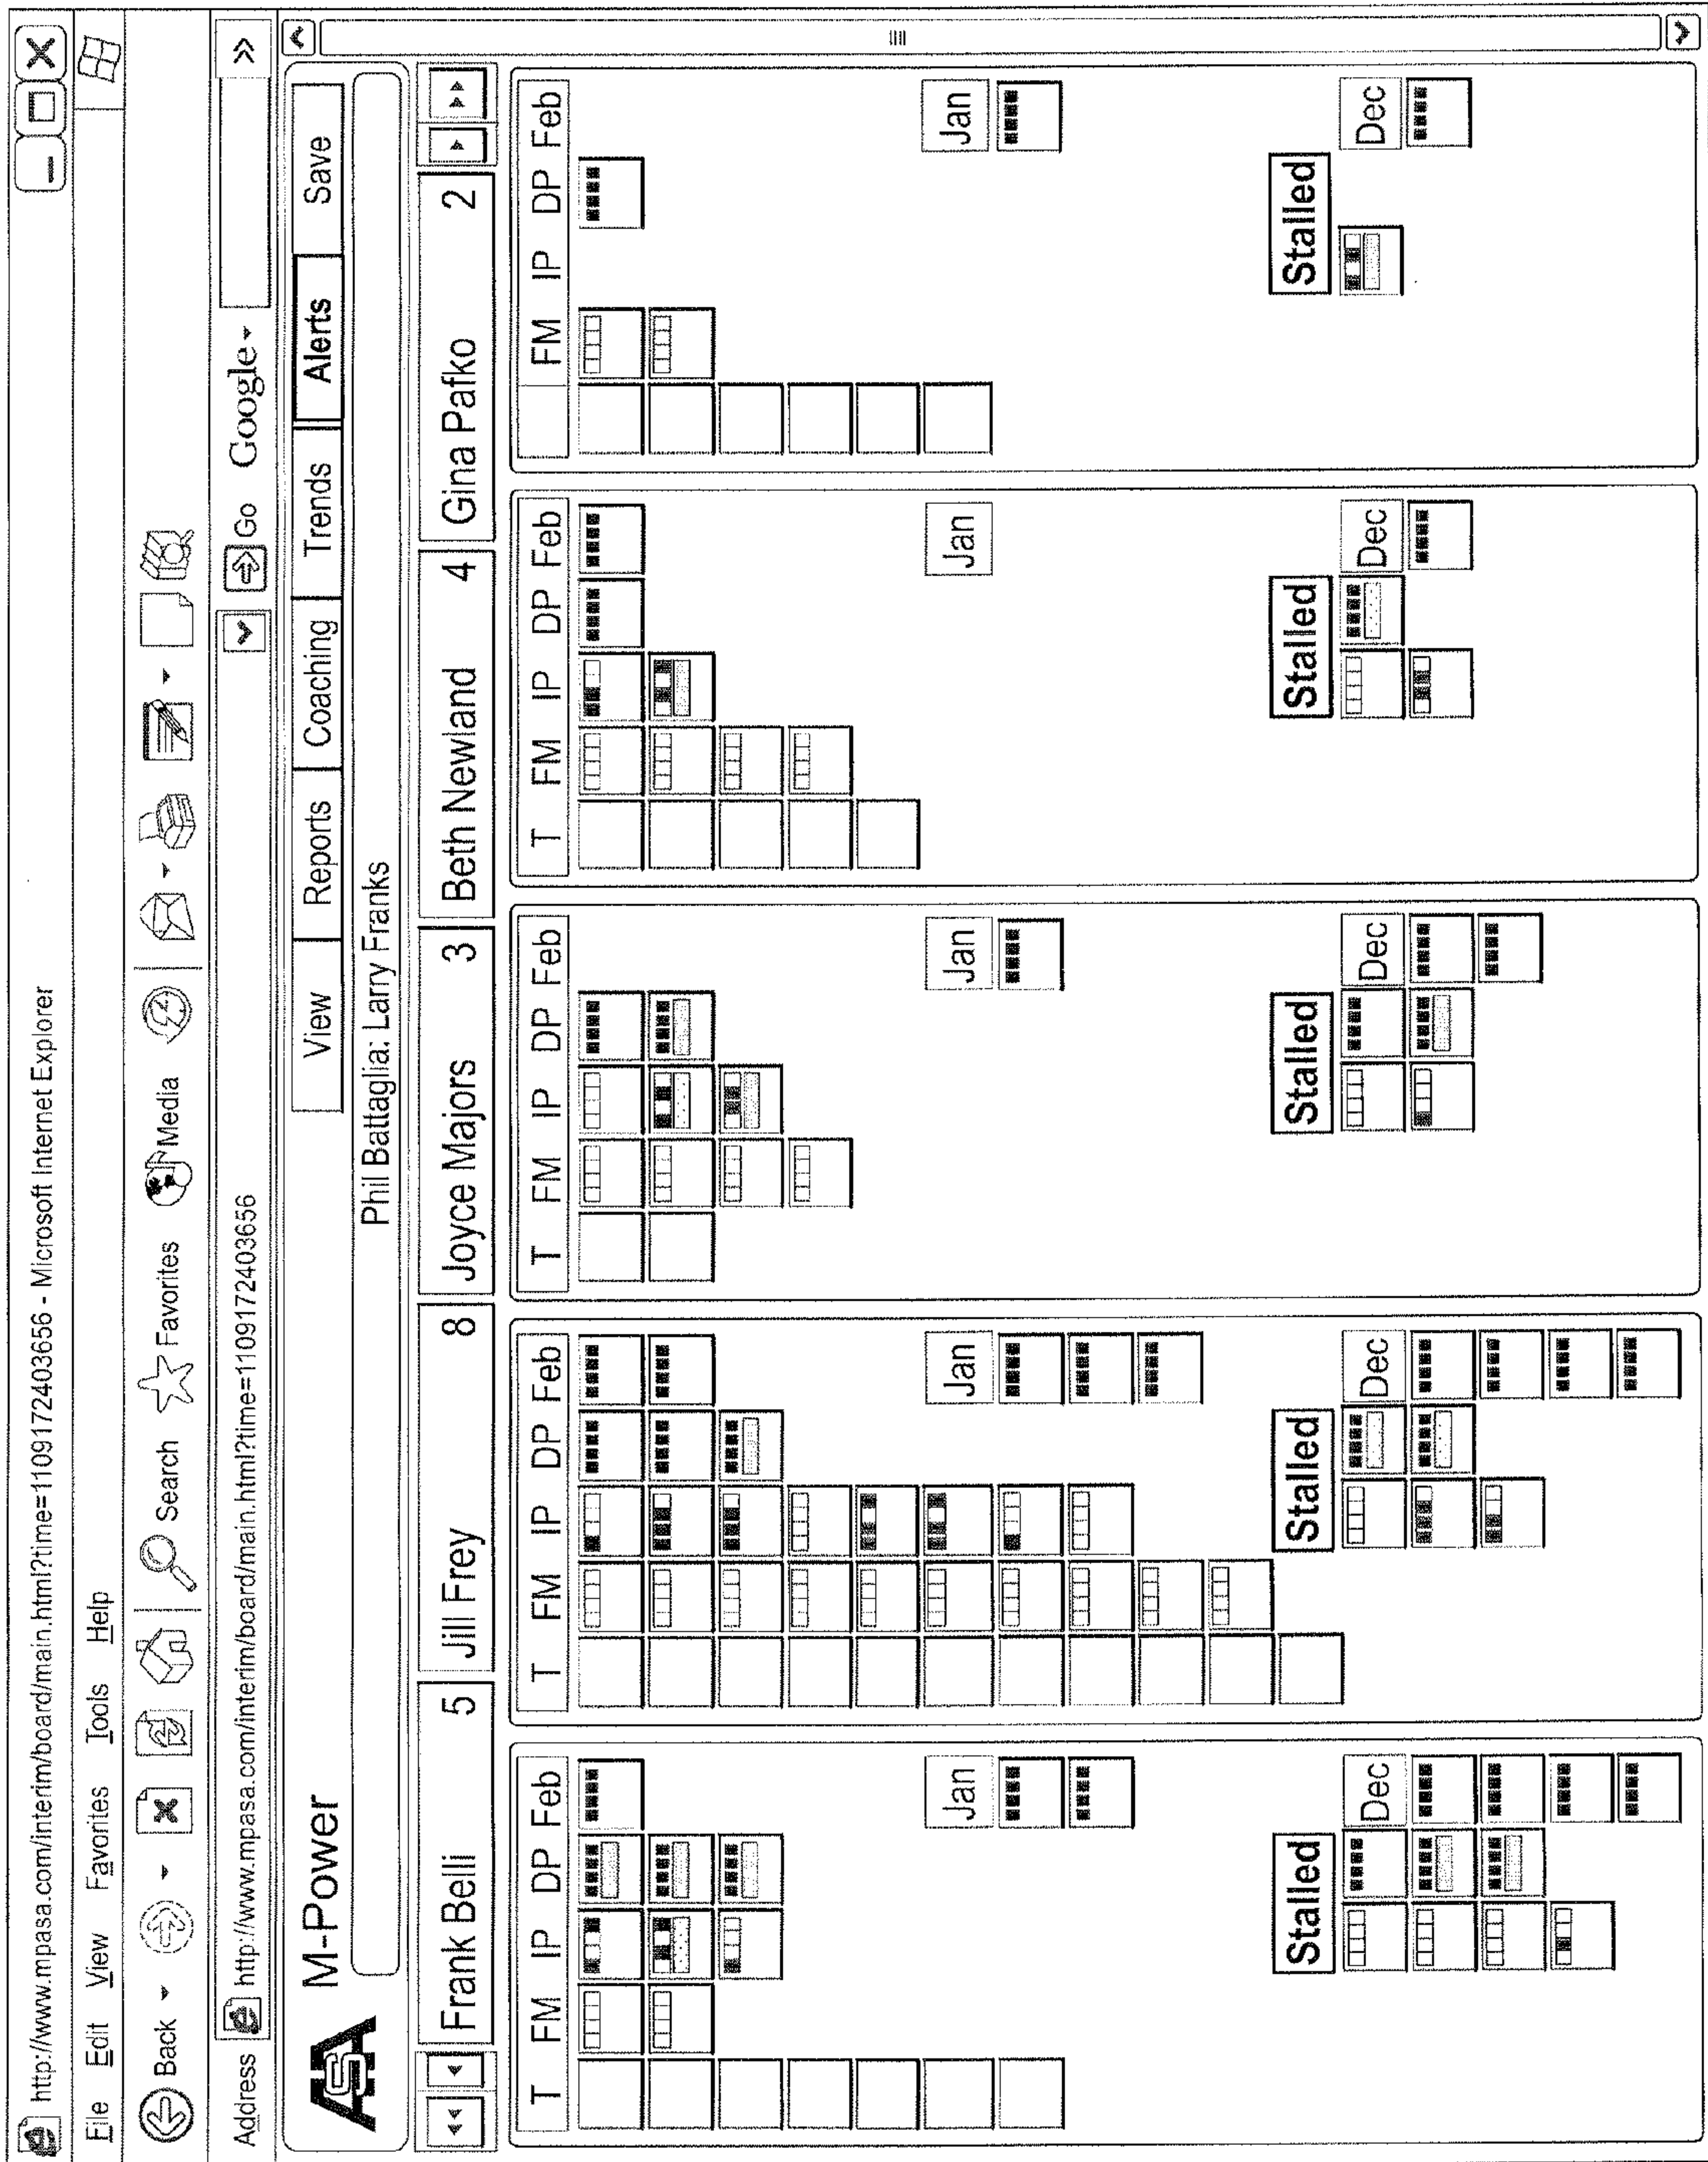 http://www.mpasa.com/interim/board/main.html?time=1109172403656 - Microsoft Internet Explorer
File Edit View Favorites Tools Help
Back Search Favorites Media
Address http://www.mpasa.com/interim/board/main.html?time=1109172403656 Go Google
ASA M-Power View Reports Coaching Trends Alerts Save
Phil Battaglia: Larry Franks
Frank Belli 5 Jill Frey 8 Joyce Majors 3 Beth Newland 4 Gina Pafko 2
T FM IP DP Feb T FM IP DP Feb T FM IP DP Feb T FM IP DP Feb FM IP DP Feb
Jan Jan Jan Jan Jan
Stalled Stalled Stalled Stalled Stalled
Dec Dec Dec Dec Dec